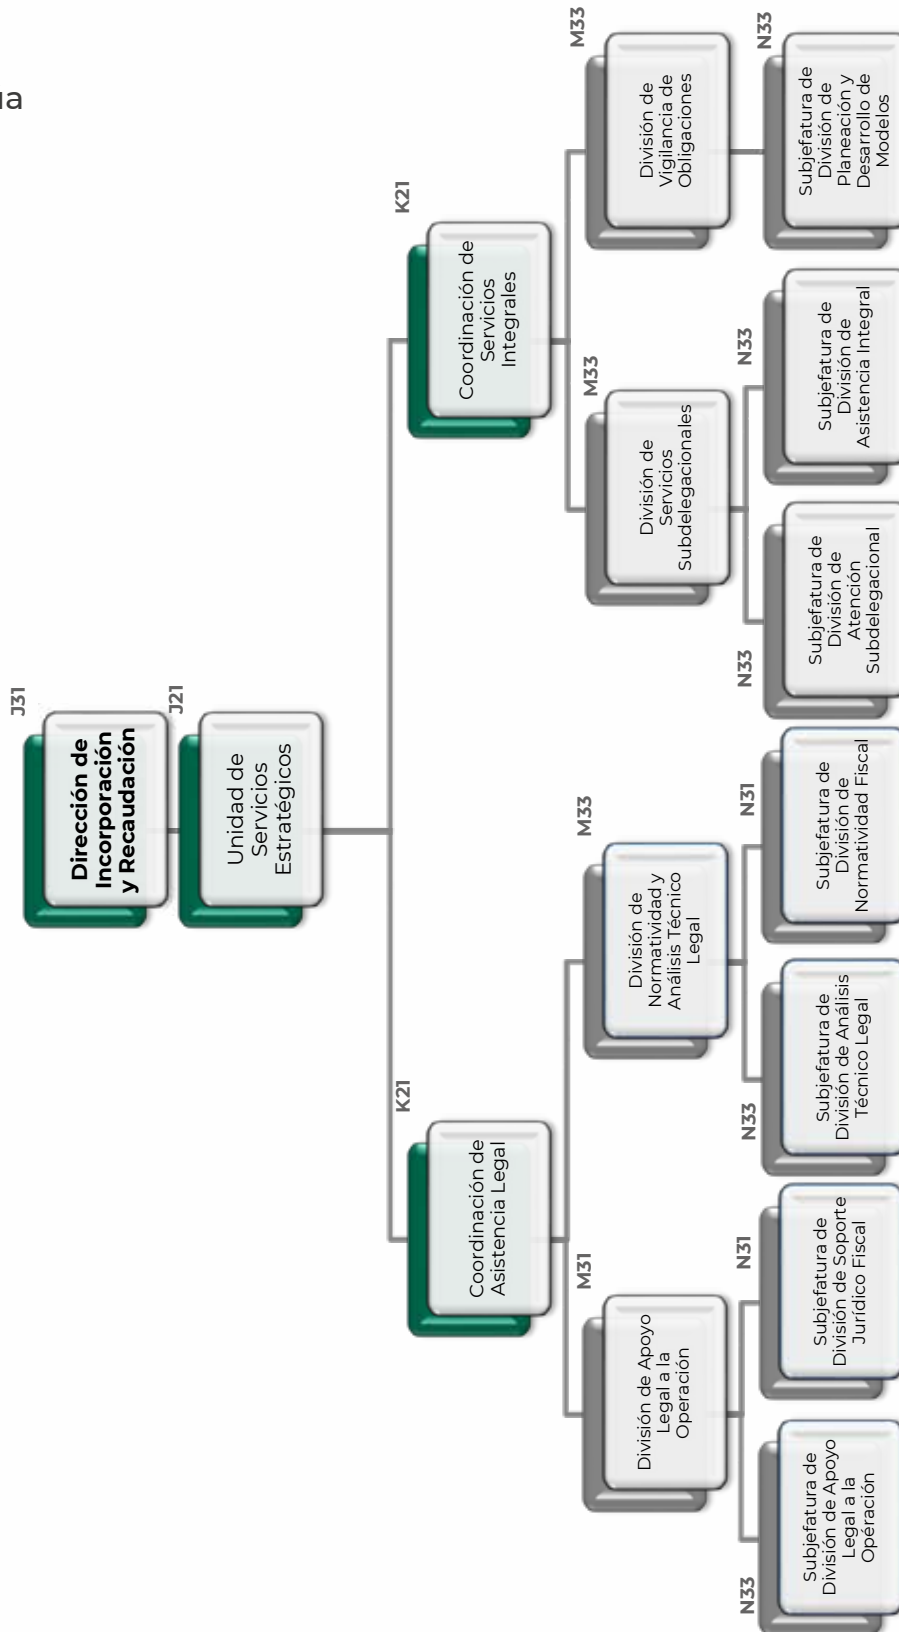 ua
J31
Dirección de
Incorporación
y Recaudación
J21
Unidad de
Servicios
Estratégicos
K21
Coordinación de
Asistencia Legal
K21
Coordinación de
Servicios
Integrales
M31
División de Apoyo
Legal a la
Operación
M33
División de
Normatividad y
Análisis Técnico
Legal
M33
División de
Servicios
Subdelegacionales
M33
División de
Vigilancia de
Obligaciones
N33
Subjefatura de
División de Apoyo
Legal a la
Opéración
N31
Subjefatura de
División de Soporte
Jurídico Fiscal
N33
Subjefatura de
División de Análisis
Técnico Legal
N31
Subjefatura de
División de
Normatividad Fiscal
N33
Subjefatura de
División de
Atención
Subdelegacional
N33
Subjefatura de
División de
Asistencia Integral
N33
Subjefatura de
División de
Planeación y
Desarrollo de
Modelos